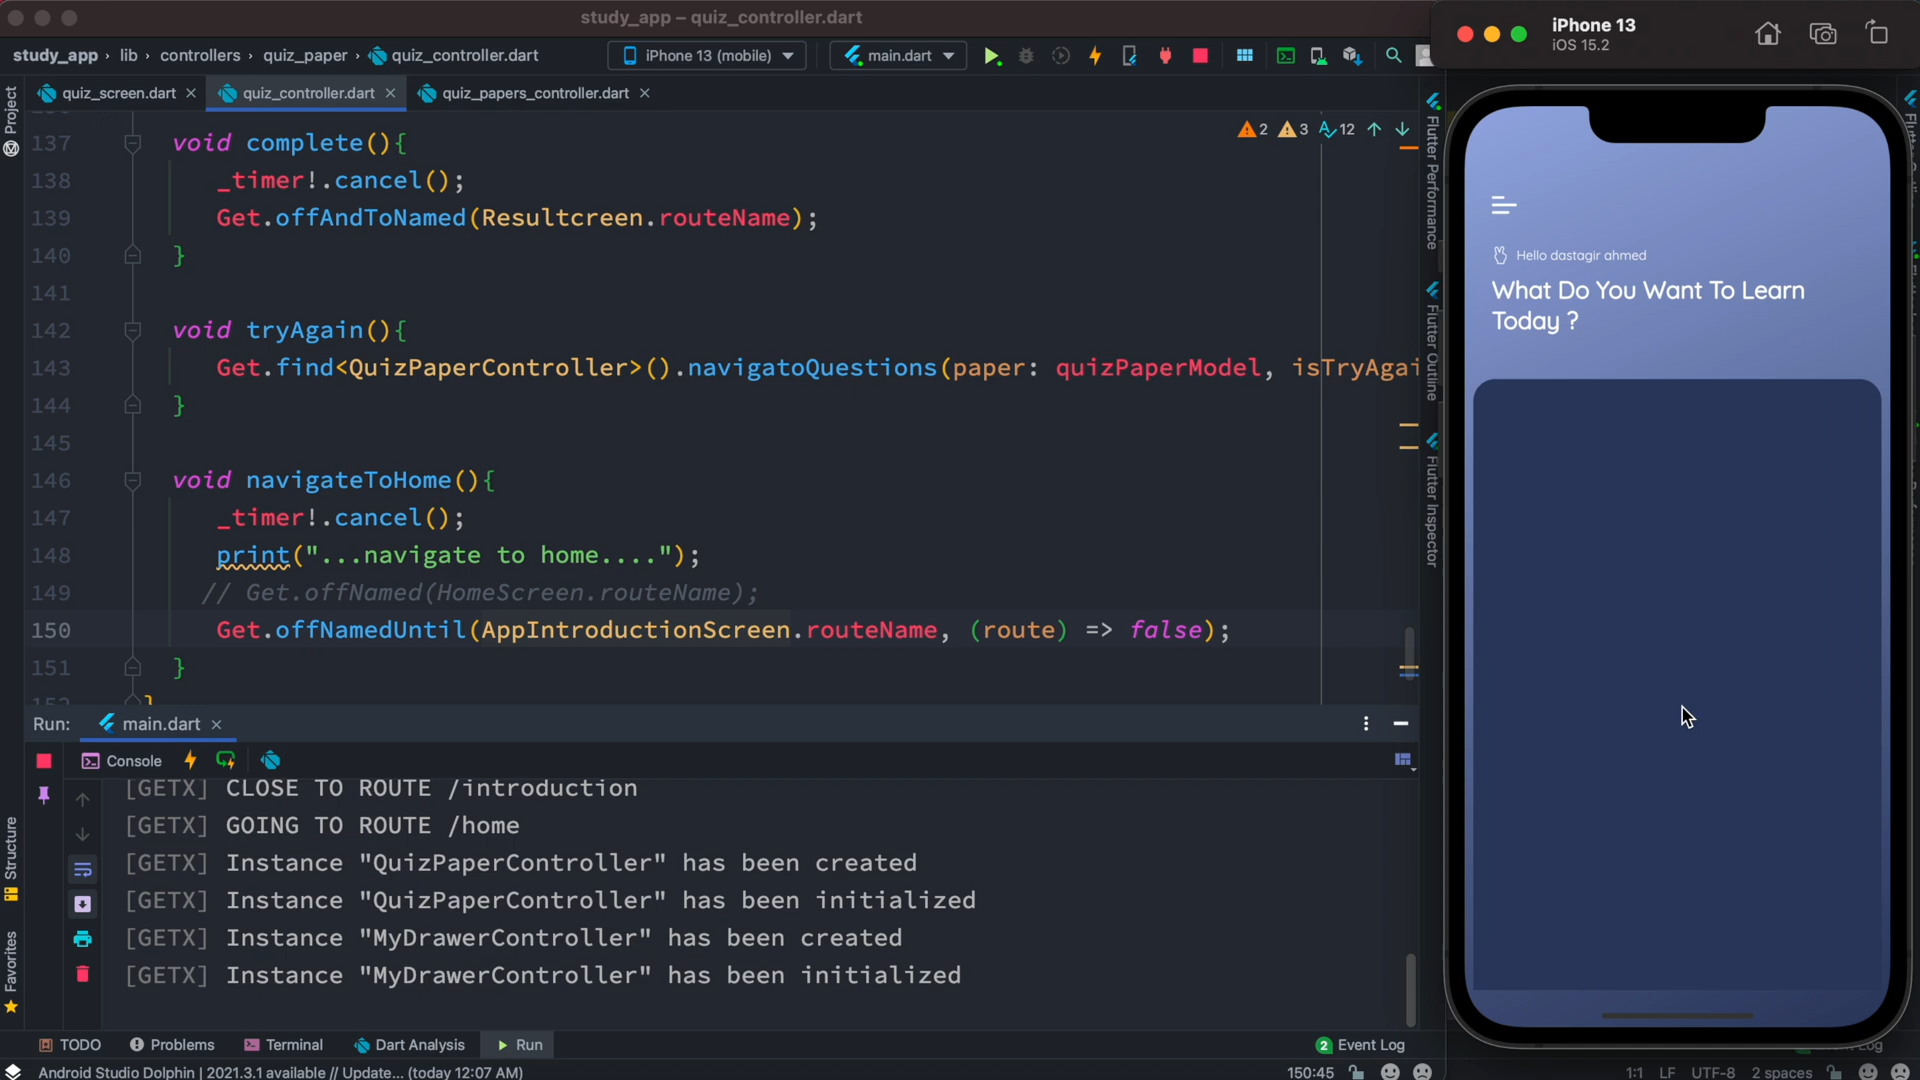 study_app – quiz_controller.dart
study_app › lib › controllers › quiz_paper › quiz_controller.dart
iPhone 13 (mobile)
main.dart
quiz_screen.dart
quiz_controller.dart
quiz_papers_controller.dart
Project
Structure
Favorites
2 3 12
137 void complete(){
138 _timer!.cancel();
139 Get.offAndToNamed(Resultcreen.routeName);
140 }
141
142 void tryAgain(){
143 Get.find<QuizPaperController>().navigatoQuestions(paper: quizPaperModel, isTryAgai
144 }
145
146 void navigateToHome(){
147 _timer!.cancel();
148 print("...navigate to home....");
149 // Get.offNamed(HomeScreen.routeName);
150 Get.offNamedUntil(AppIntroductionScreen.routeName, (route) => false);
151 }
Flutter Performance
Flutter Outline
Flutter Inspector
Run: main.dart
Console
[GETX] CLOSE TO ROUTE /introduction
[GETX] GOING TO ROUTE /home
[GETX] Instance "QuizPaperController" has been created
[GETX] Instance "QuizPaperController" has been initialized
[GETX] Instance "MyDrawerController" has been created
[GETX] Instance "MyDrawerController" has been initialized
TODO
Problems
Terminal
Dart Analysis
Run
2 Event Log
Android Studio Dolphin | 2021.3.1 available // Update... (today 12:07 AM)
150:45
1:1 LF UTF-8 2 spaces
iPhone 13
iOS 15.2
Hello dastagir ahmed
What Do You Want To Learn
Today ?